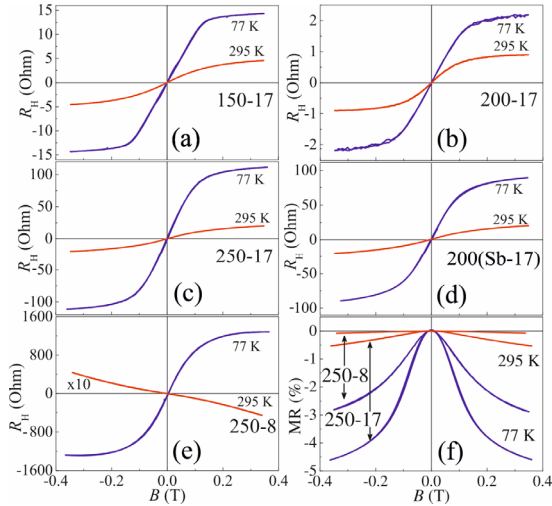 15
10
5
0
-5
-10
-15
R_H (Ohm)
77 K
295 K
150-17
(a)
2
1
0
-1
-2
R_H (Ohm)
77 K
295 K
200-17
(b)
100
50
0
-50
-100
R_H (Ohm)
77 K
295 K
250-17
(c)
100
50
0
-50
-100
R_H (Ohm)
77 K
295 K
200(Sb-17)
(d)
1600
800
0
-800
-1600
R_H (Ohm)
77 K
x10
295 K
250-8
(e)
-0.4 -0.2 0.0 0.2 0.4
B (T)
0
-1
-2
-3
-4
-5
MR (%)
295 K
250-8
250-17
77 K
(f)
-0.4 -0.2 0.0 0.2 0.4
B (T)